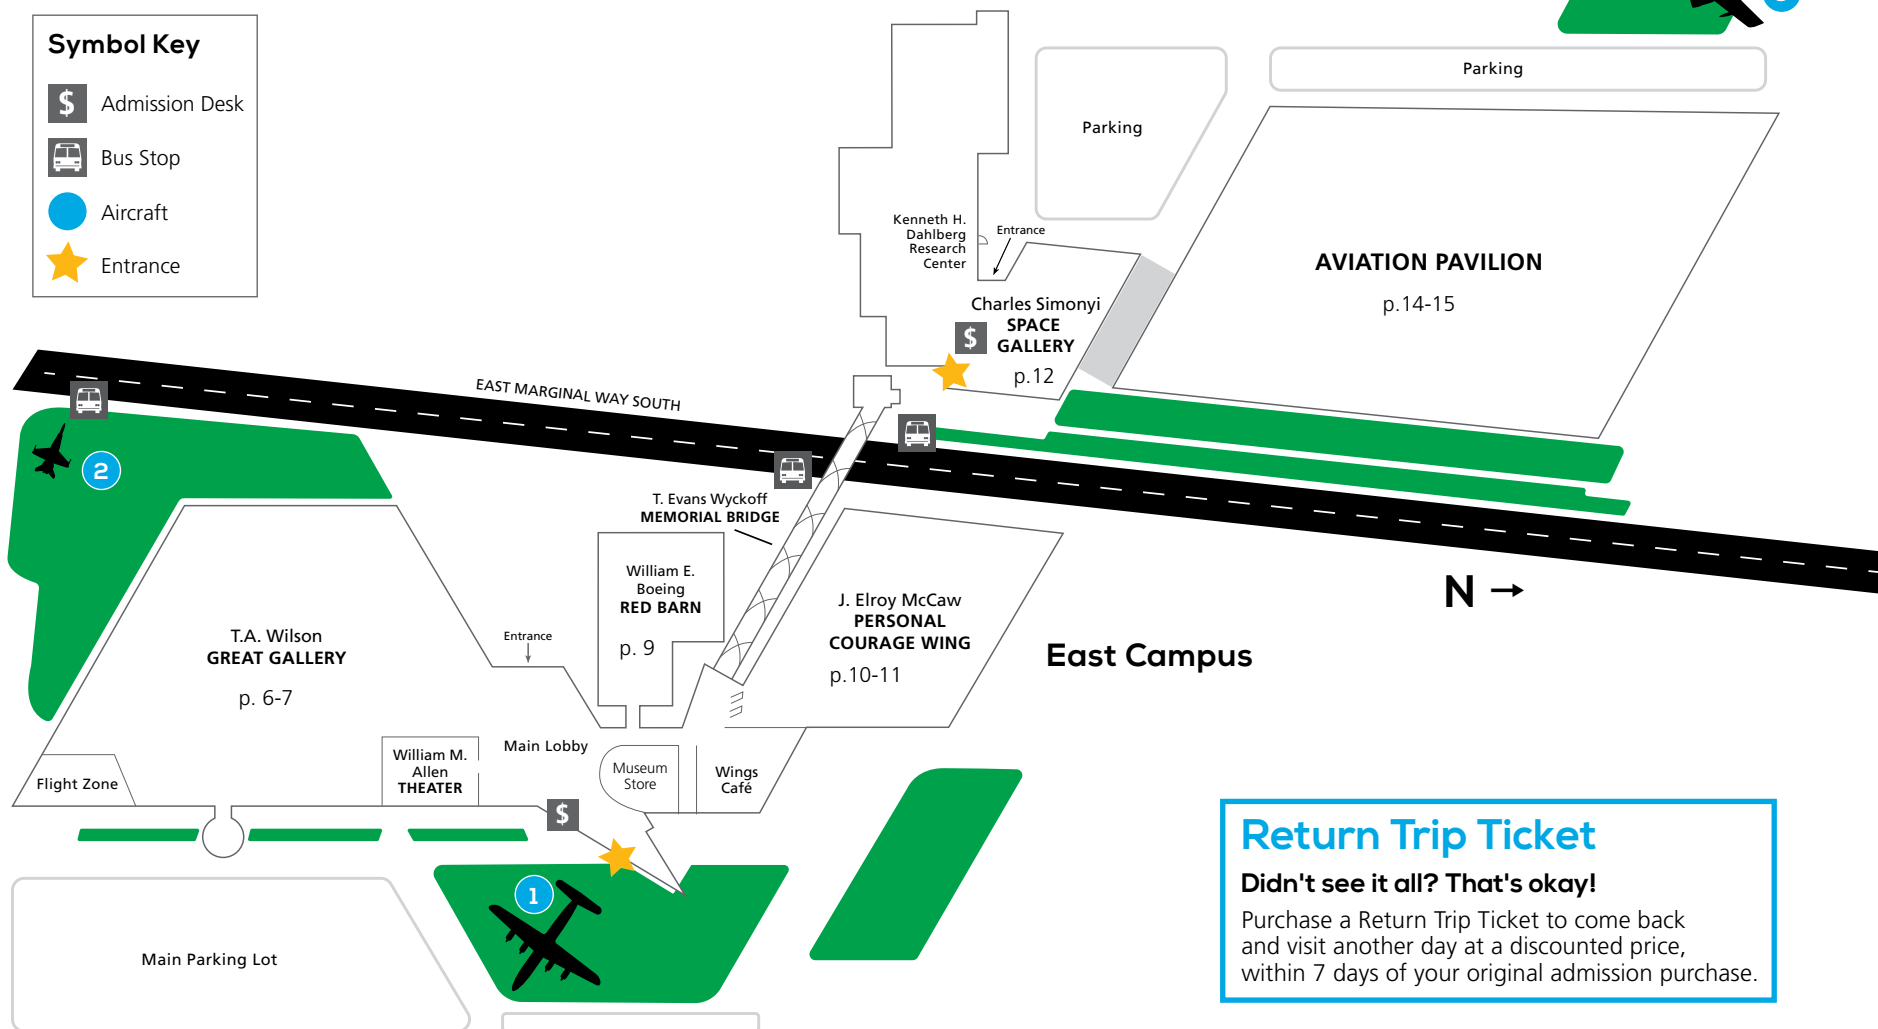 Symbol Key
$ Admission Desk
Bus Stop
Aircraft
Entrance
Parking
Parking
Kenneth H.
Dahlberg
Research
Center
Entrance
AVIATION PAVILION
p.14-15
Charles Simonyi
SPACE
GALLERY
p.12
$
EAST MARGINAL WAY SOUTH
2
T. Evans Wyckoff
MEMORIAL BRIDGE
William E.
Boeing
RED BARN
p. 9
J. Elroy McCaw
PERSONAL
COURAGE WING
p.10-11
N
East Campus
T.A. Wilson
GREAT GALLERY
p. 6-7
Entrance
Flight Zone
William M.
Allen
THEATER
Main Lobby
Museum
Store
Wings
Café
$
1
Main Parking Lot
Return Trip Ticket
Didn't see it all? That's okay!
Purchase a Return Trip Ticket to come back
and visit another day at a discounted price,
within 7 days of your original admission purchase.